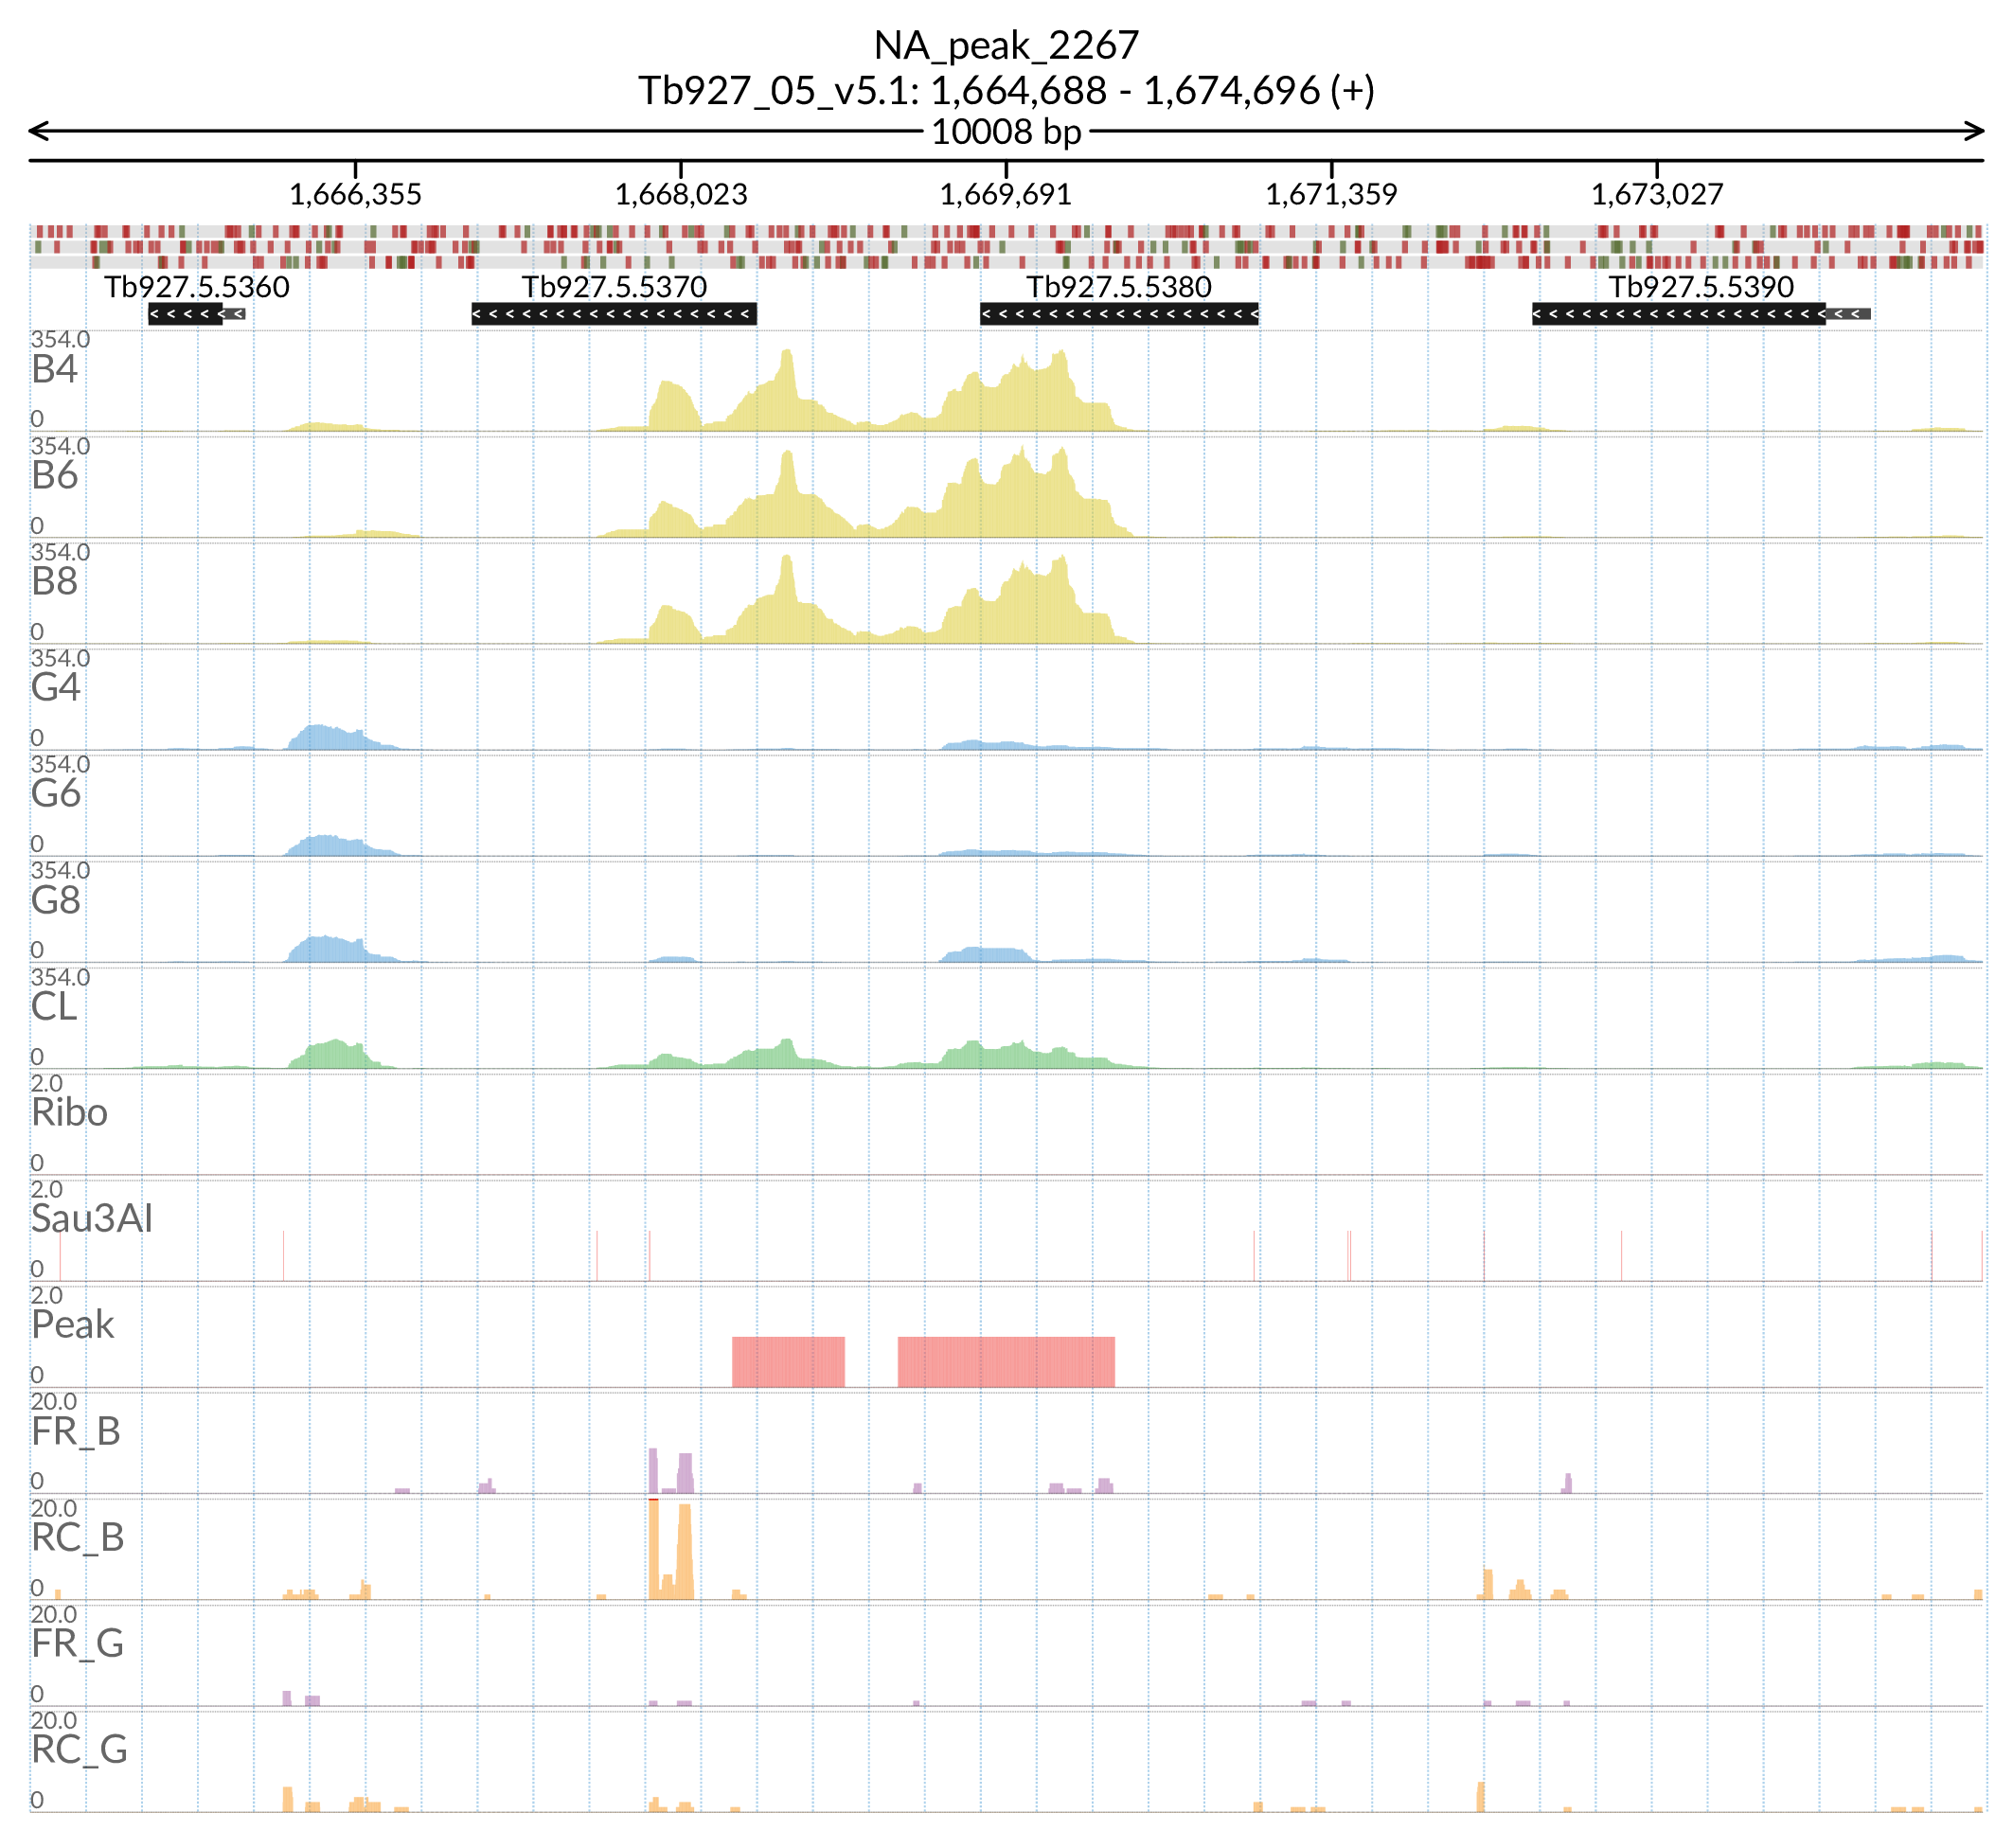 NA_peak_2267
Tb927_05_v5.1: 1,664,688 - 1,674,696 (+)
10008 bp
1,666,355 1,668,023 1,669,691 1,671,359 1,673,027
Tb927.5.5360 Tb927.5.5370 Tb927.5.5380 Tb927.5.5390
354.0
B4
0
354.0
B6
0
354.0
B8
0
354.0
G4
0
354.0
G6
0
354.0
G8
0
354.0
CL
0
2.0
Ribo
0
2.0
Sau3AI
0
2.0
Peak
0
20.0
FR_B
0
20.0
RC_B
0
20.0
FR_G
0
20.0
RC_G
0